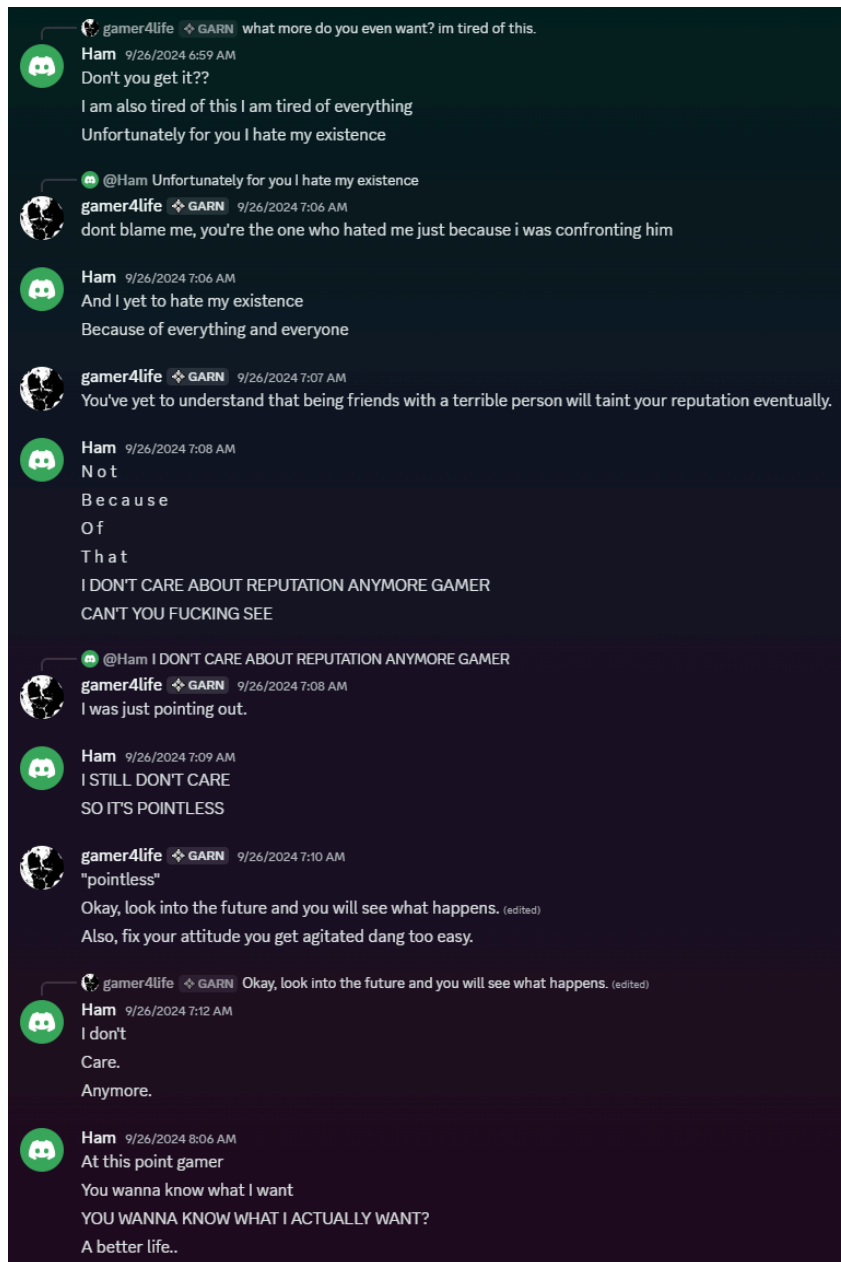 gamer4life GARN what more do you even want? im tired of this.
Ham 9/26/2024 6:59 AM
Don't you get it??
I am also tired of this I am tired of everything
Unfortunately for you I hate my existence
@Ham Unfortunately for you I hate my existence
gamer4life GARN 9/26/2024 7:06 AM
dont blame me, you're the one who hated me just because i was confronting him
Ham 9/26/2024 7:06 AM
And I yet to hate my existence
Because of everything and everyone
gamer4life GARN 9/26/2024 7:07 AM
You've yet to understand that being friends with a terrible person will taint your reputation eventually.
Ham 9/26/2024 7:08 AM
N o t
B e c a u s e
O f
T h a t
I DON'T CARE ABOUT REPUTATION ANYMORE GAMER
CAN'T YOU FUCKING SEE
@Ham I DON'T CARE ABOUT REPUTATION ANYMORE GAMER
gamer4life GARN 9/26/2024 7:08 AM
I was just pointing out.
Ham 9/26/2024 7:09 AM
I STILL DON'T CARE
SO IT'S POINTLESS
gamer4life GARN 9/26/2024 7:10 AM
"pointless"
Okay, look into the future and you will see what happens. (edited)
Also, fix your attitude you get agitated dang too easy.
gamer4life GARN Okay, look into the future and you will see what happens. (edited)
Ham 9/26/2024 7:12 AM
I don't
Care.
Anymore.
Ham 9/26/2024 8:06 AM
At this point gamer
You wanna know what I want
YOU WANNA KNOW WHAT I ACTUALLY WANT?
A better life..